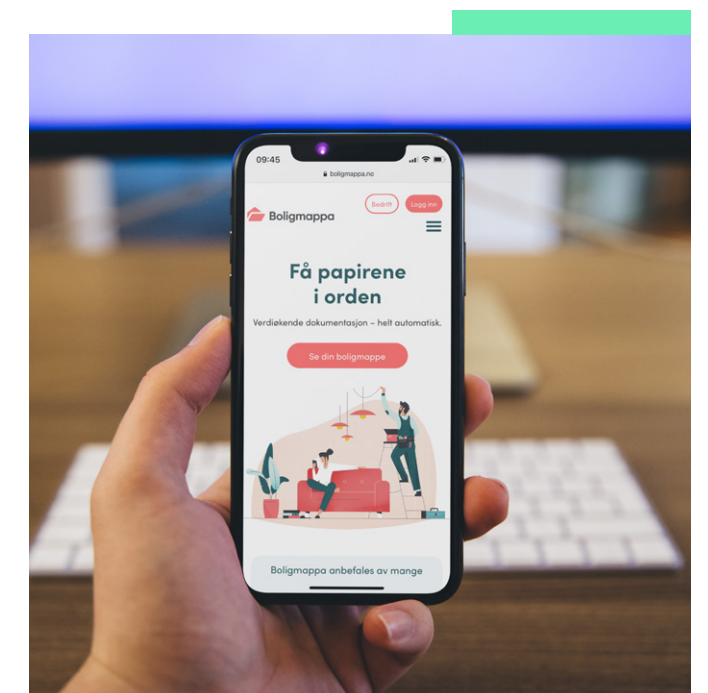 09:45
boligmappa.no
Boligmappa
Bedrift
Logg inn
Få papirene
i orden
Verdiøkende dokumentasjon – helt automatisk.
Se din boligmappe
Boligmappa anbefales av mange